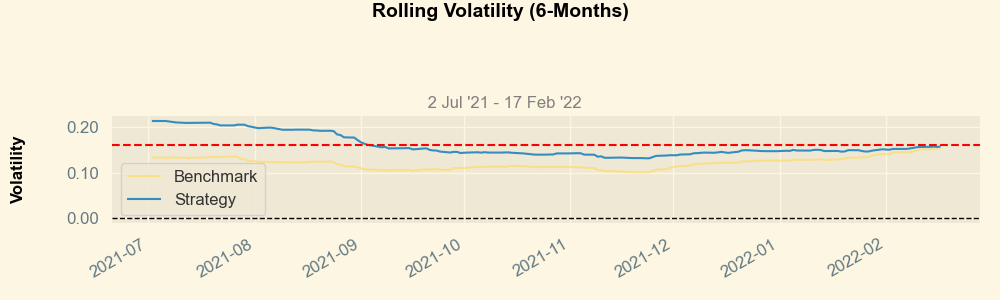 Rolling Volatility (6-Months)
2 Jul '21 - 17 Feb '22
Volatility
0.20
0.10
0.00
Benchmark
Strategy
2021-07
2021-08
2021-09
2021-10
2021-11
2021-12
2022-01
2022-02